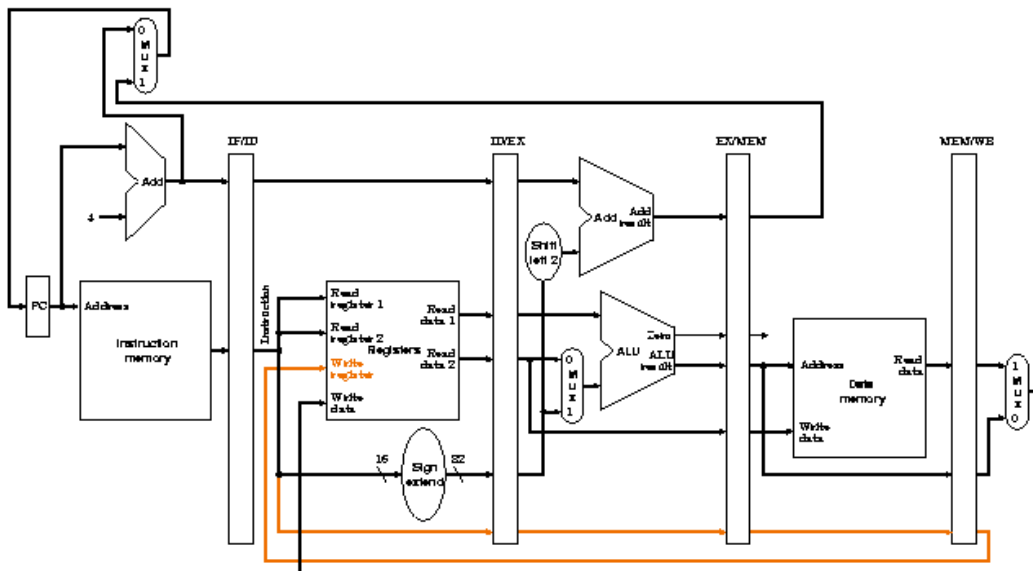 0
M
u
x
1
IF/ID
ID/EX
EX/MEM
MEM/WB
Add
4
Add
Add
result
Shift
left 2
PC
Address
Instruction
memory
Instruction
Read
register 1
Read
register 2
Registers
Write
register
Write
data
Read
data 1
Read
data 2
Zero
ALU
ALU
result
0
M
u
x
1
Address
Read
data
Data
memory
Write
data
1
M
u
x
0
16
Sign
extend
32